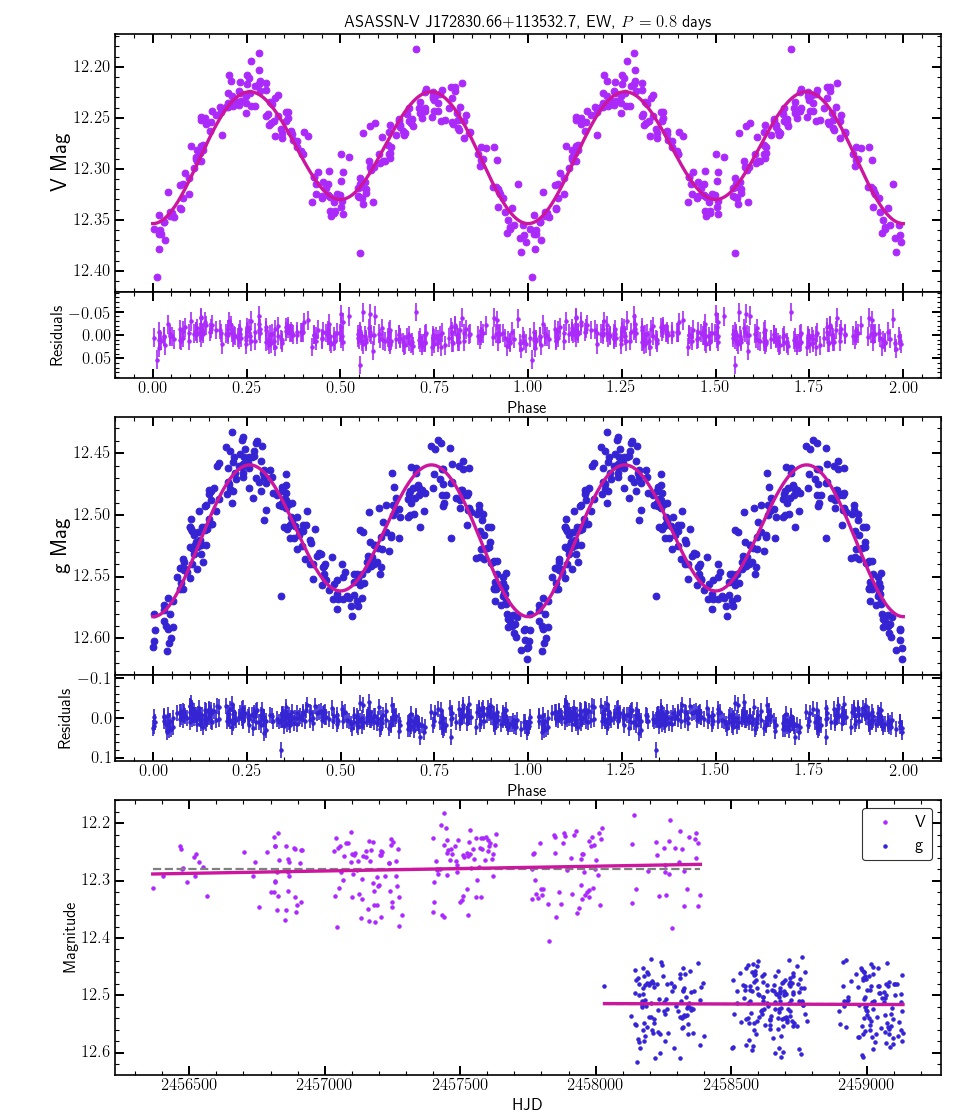 ASASSN-V J172830.66+113532.7, EW, P = 0.8 days
12.20
12.25
12.30
12.35
12.40
V Mag
−0.05
0.00
0.05
Residuals
0.00 0.25 0.50 0.75 1.00 1.25 1.50 1.75 2.00
Phase
12.45
12.50
12.55
12.60
g Mag
−0.1
0.0
0.1
Residuals
0.00 0.25 0.50 0.75 1.00 1.25 1.50 1.75 2.00
Phase
V
g
12.2
12.3
12.4
12.5
12.6
Magnitude
2456500 2457000 2457500 2458000 2458500 2459000
HJD